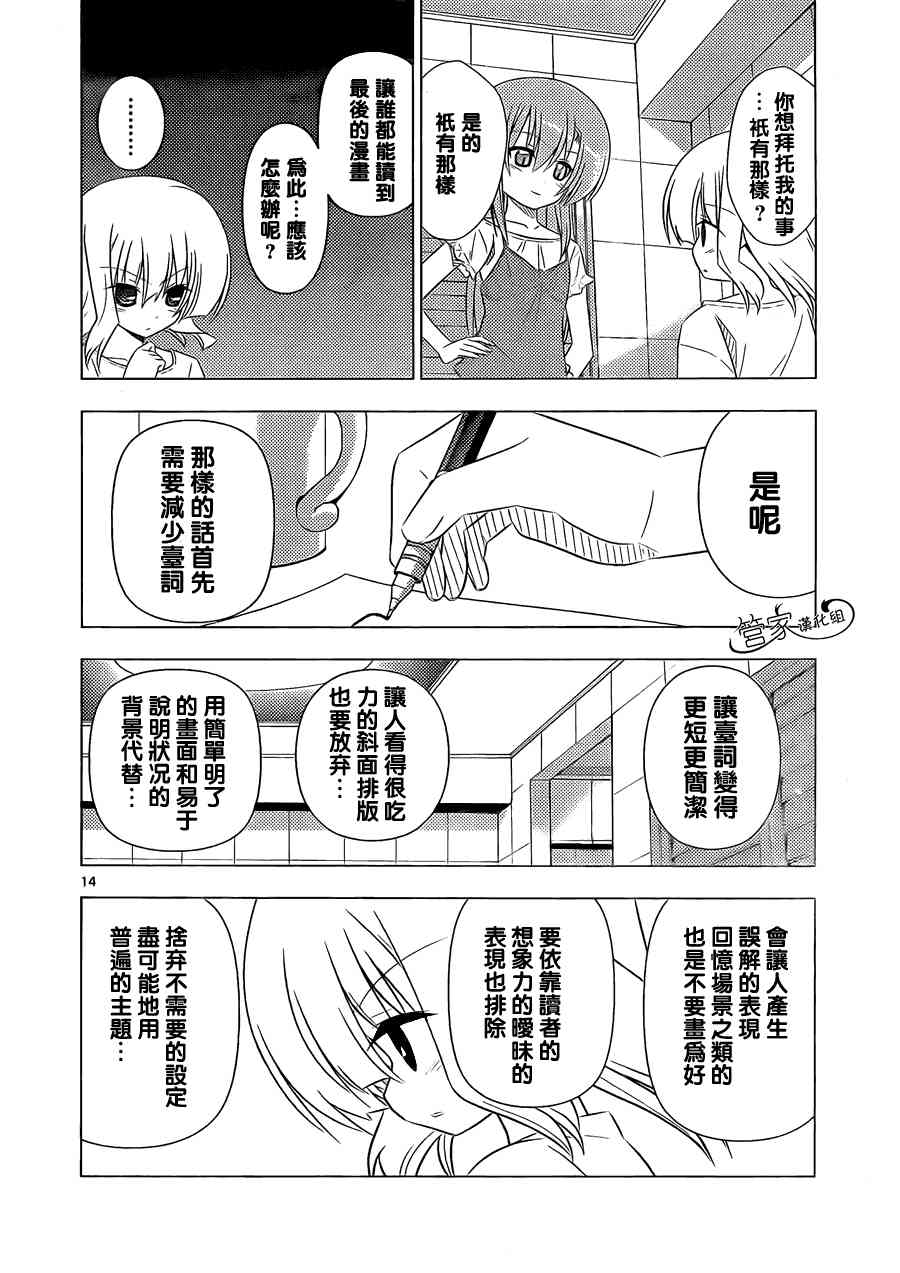 你想拜托我的事
…衹有那樣？
是的
衹有那樣
讓誰都能讀到
最後的漫畫
為此…應該
怎麼辦呢？
………
是呢
那樣的話首先
需要減少臺詞
管家漢化組
讓臺詞變得
更短更簡潔
讓人看得很吃
力的斜面排版
也要放弃…
用簡單明了
的畫面和易于
說明狀况的
背景代替…
14
會讓人產生
誤解的表現
回憶場景之類的
也是不要畫為好
要依靠讀者的
想象力的曖昧的
表現也排除
捨弃不需要的設定
盡可能地用
普遍的主題…